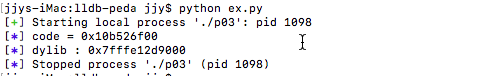 jjys-iMac:lldb-peda jjy$ python ex.py
[+] Starting local process './p03': pid 1098
[*] code = 0x10b526f00
[*] dylib : 0x7fffe12d9000
[*] Stopped process './p03' (pid 1098)